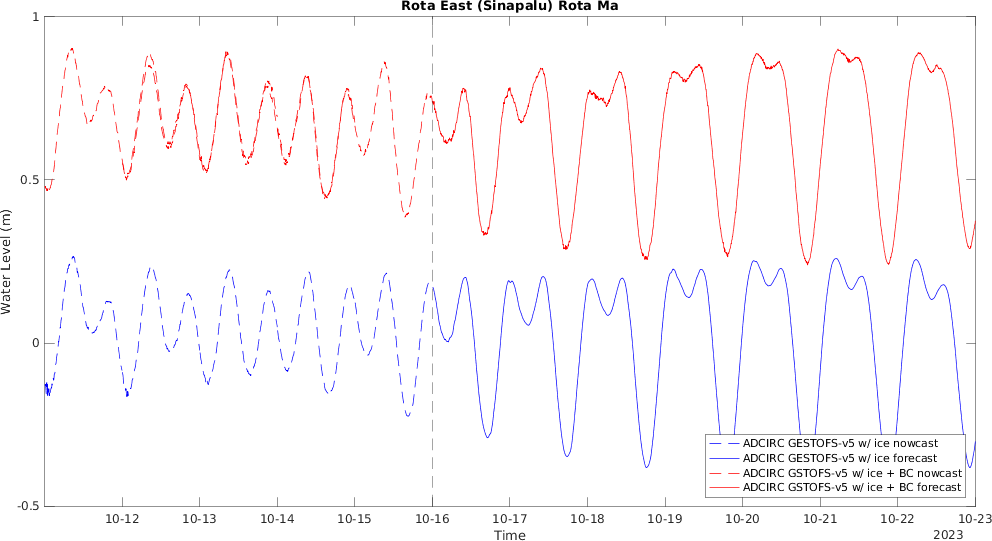 Rota East (Sinapalu) Rota Ma
Water Level (m)
1
0.5
0
-0.5
ADCIRC GESTOFS-v5 w/ ice nowcast
ADCIRC GESTOFS-v5 w/ ice forecast
ADCIRC GSTOFS-v5 w/ ice + BC nowcast
ADCIRC GSTOFS-v5 w/ ice + BC forecast
10-12 10-13 10-14 10-15 10-16 10-17 10-18 10-19 10-20 10-21 10-22 10-23
Time
2023